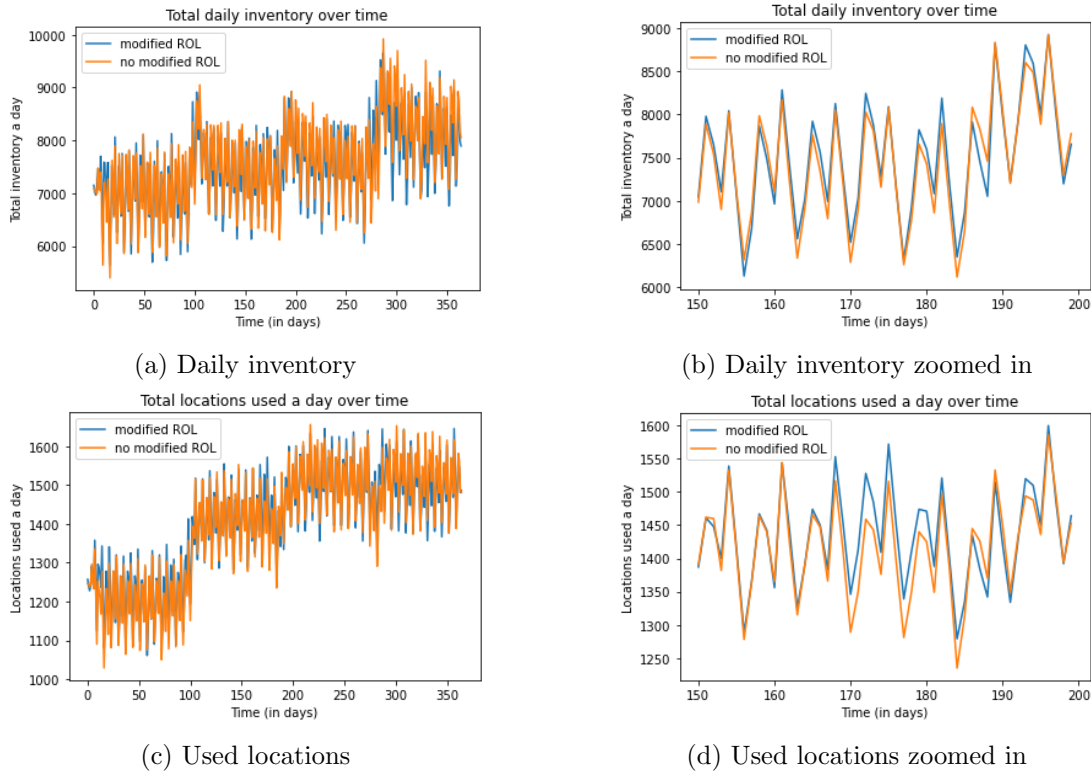 Total daily inventory over time
modified ROL
no modified ROL
Total inventory a day
10000
9000
8000
7000
6000
0 50 100 150 200 250 300 350
Time (in days)
(a) Daily inventory
Total daily inventory over time
modified ROL
no modified ROL
Total inventory a day
9000
8500
8000
7500
7000
6500
6000
150 160 170 180 190 200
Time (in days)
(b) Daily inventory zoomed in
Total locations used a day over time
modified ROL
no modified ROL
Locations used a day
1600
1500
1400
1300
1200
1100
1000
0 50 100 150 200 250 300 350
Time (in days)
(c) Used locations
Total locations used a day over time
modified ROL
no modified ROL
Locations used a day
1600
1550
1500
1450
1400
1350
1300
1250
150 160 170 180 190 200
Time (in days)
(d) Used locations zoomed in